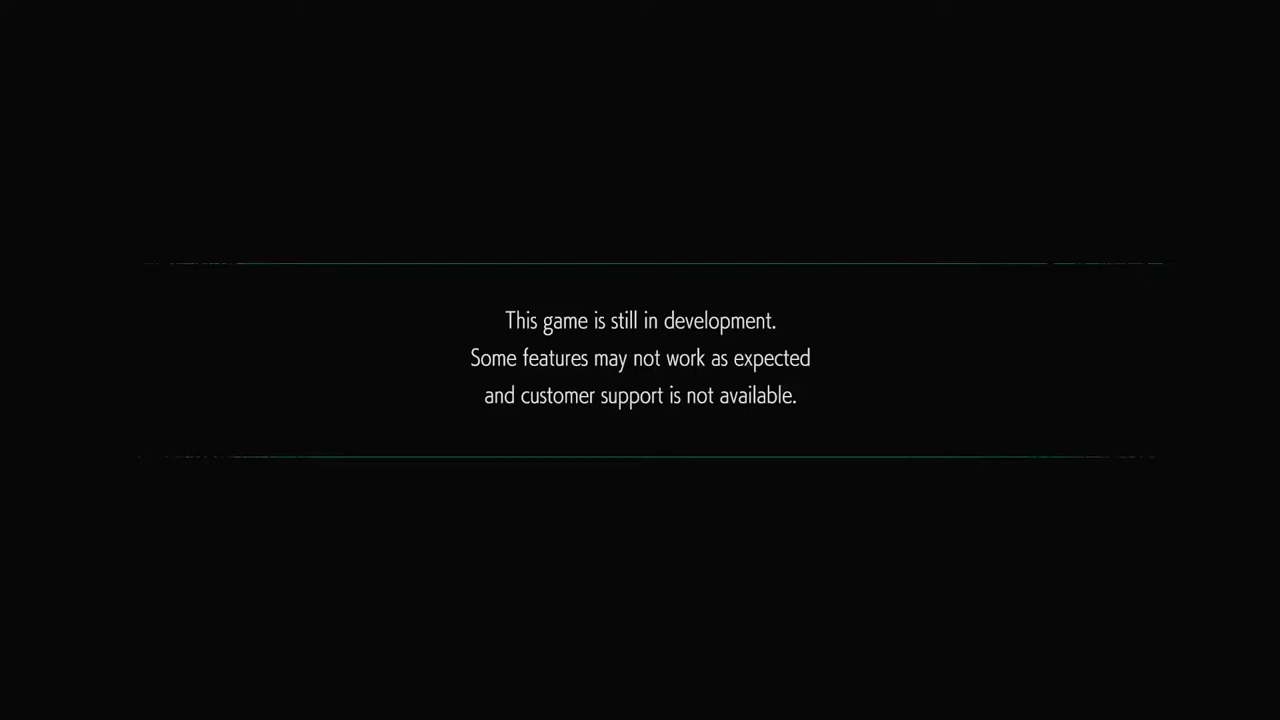 This game is still in development.
Some features may not work as expected
and customer support is not available.